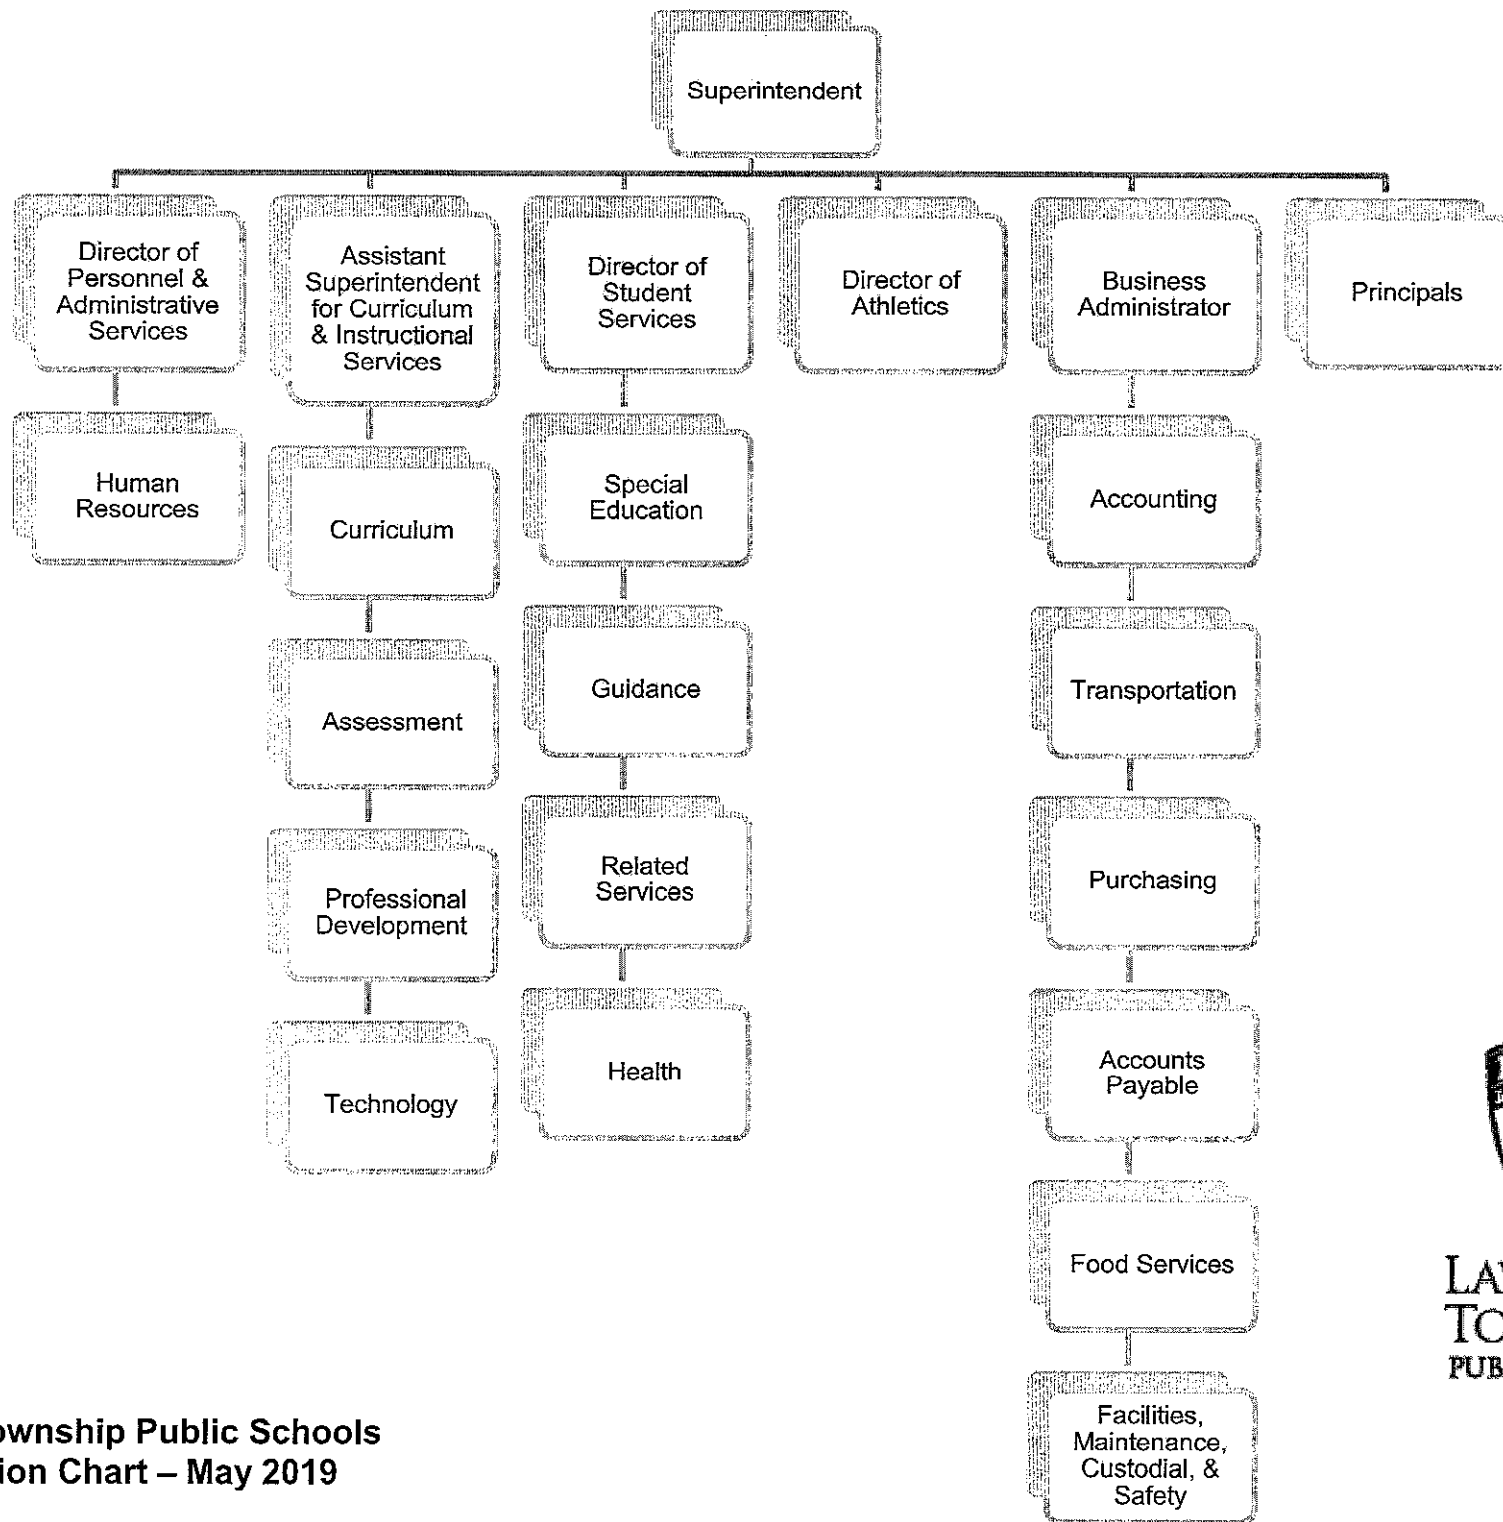 Superintendent
Director of
Personnel &
Administrative
Services
Assistant
Superintendent
for Curriculum
& Instructional
Services
Director of
Student
Services
Director of
Athletics
Business
Administrator
Principals
Human
Resources
Curriculum
Assessment
Professional
Development
Technology
Special
Education
Guidance
Related
Services
Health
Accounting
Transportation
Purchasing
Accounts
Payable
Food Services
Facilities,
Maintenance,
Custodial, &
Safety
ownship Public Schools
ion Chart – May 2019
PUB